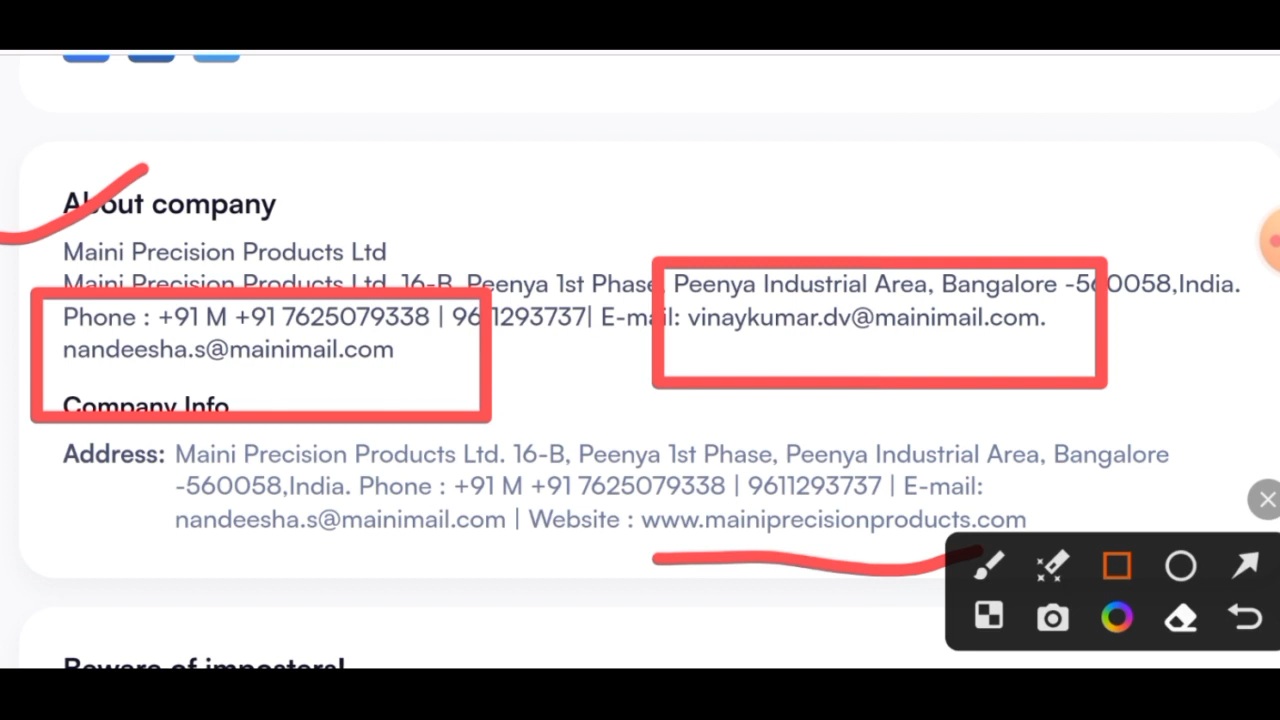 About company
Maini Precision Products Ltd
Maini Precision Products Ltd. 16-B, Peenya 1st Phase, Peenya Industrial Area, Bangalore -560058,India.
Phone : +91 M +91 7625079338 | 9611293737| E-mail: vinaykumar.dv@mainimail.com.
nandeesha.s@mainimail.com
Company Info
Address: Maini Precision Products Ltd. 16-B, Peenya 1st Phase, Peenya Industrial Area, Bangalore
-560058,India. Phone : +91 M +91 7625079338 | 9611293737 | E-mail:
nandeesha.s@mainimail.com | Website : www.mainiprecisionproducts.com
Beware of imposters!